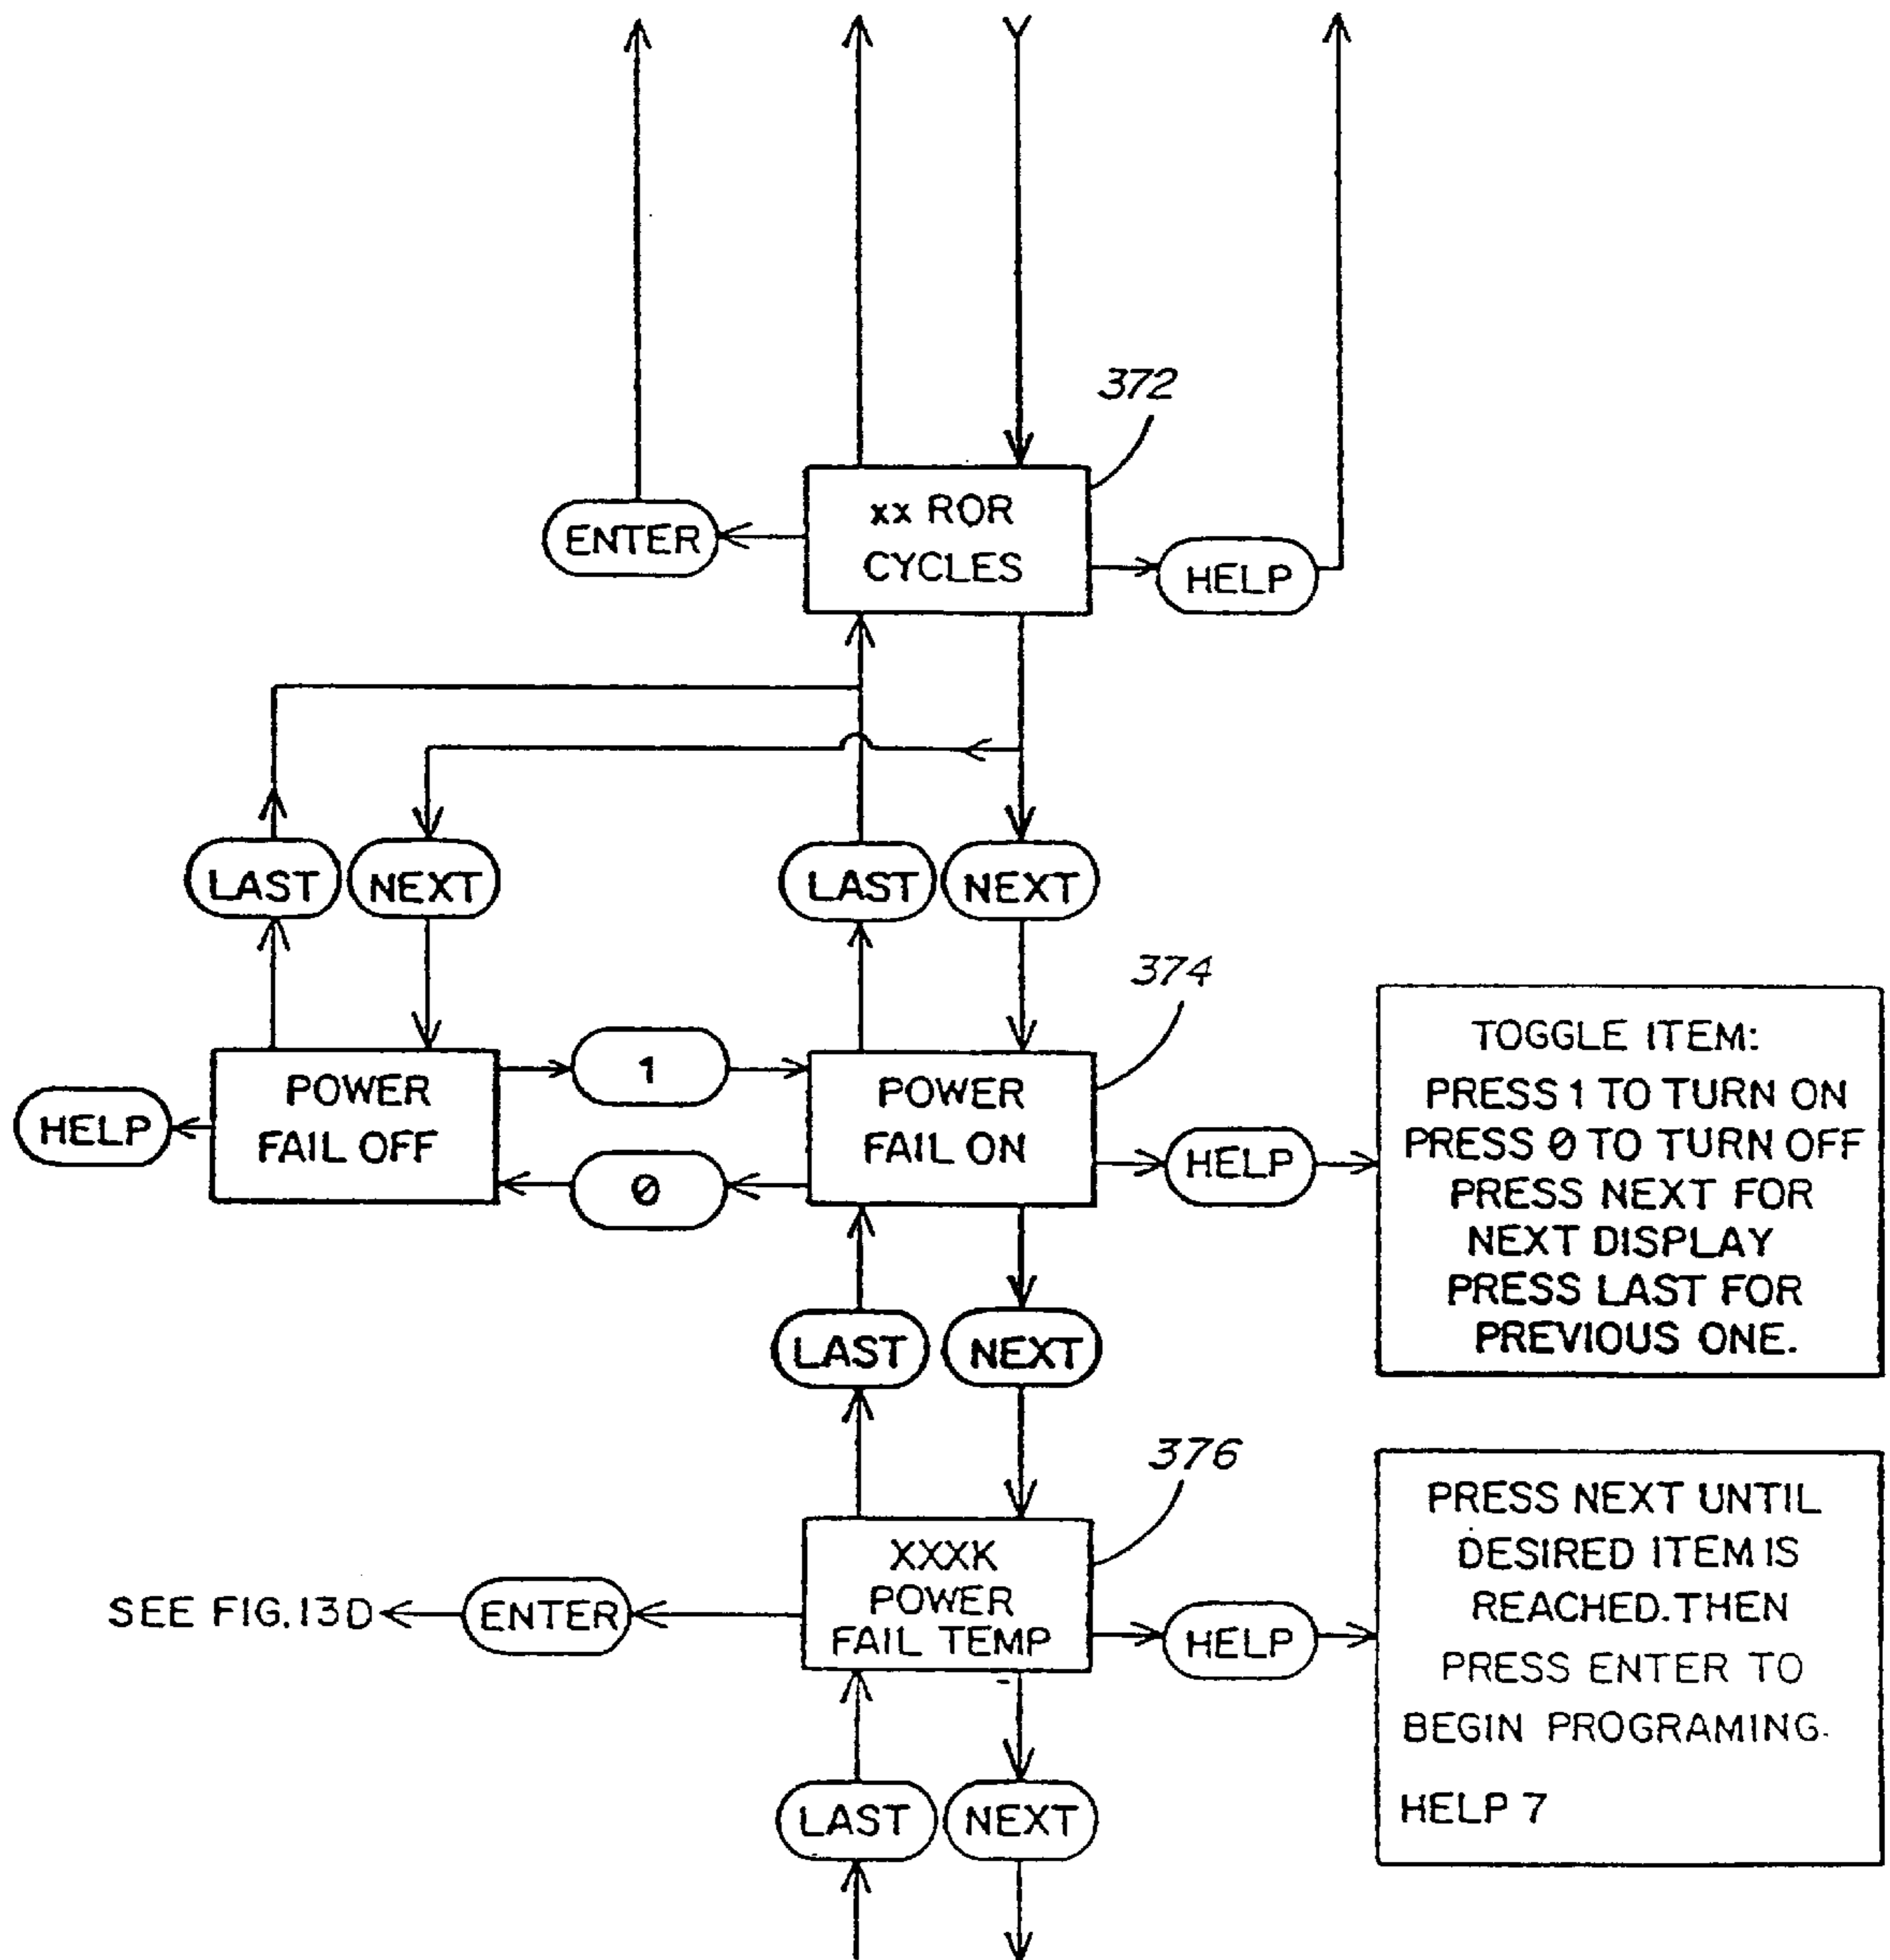 372
xx ROR
CYCLES
ENTER
HELP
LAST
NEXT
LAST
NEXT
374
POWER
FAIL OFF
HELP
1
0
POWER
FAIL ON
HELP
TOGGLE ITEM:
PRESS 1 TO TURN ON
PRESS 0 TO TURN OFF
PRESS NEXT FOR
NEXT DISPLAY
PRESS LAST FOR
PREVIOUS ONE.
LAST
NEXT
376
XXXK
POWER
FAIL TEMP
SEE FIG.13D
ENTER
HELP
PRESS NEXT UNTIL
DESIRED ITEM IS
REACHED.THEN
PRESS ENTER TO
BEGIN PROGRAMING.
HELP 7
LAST
NEXT